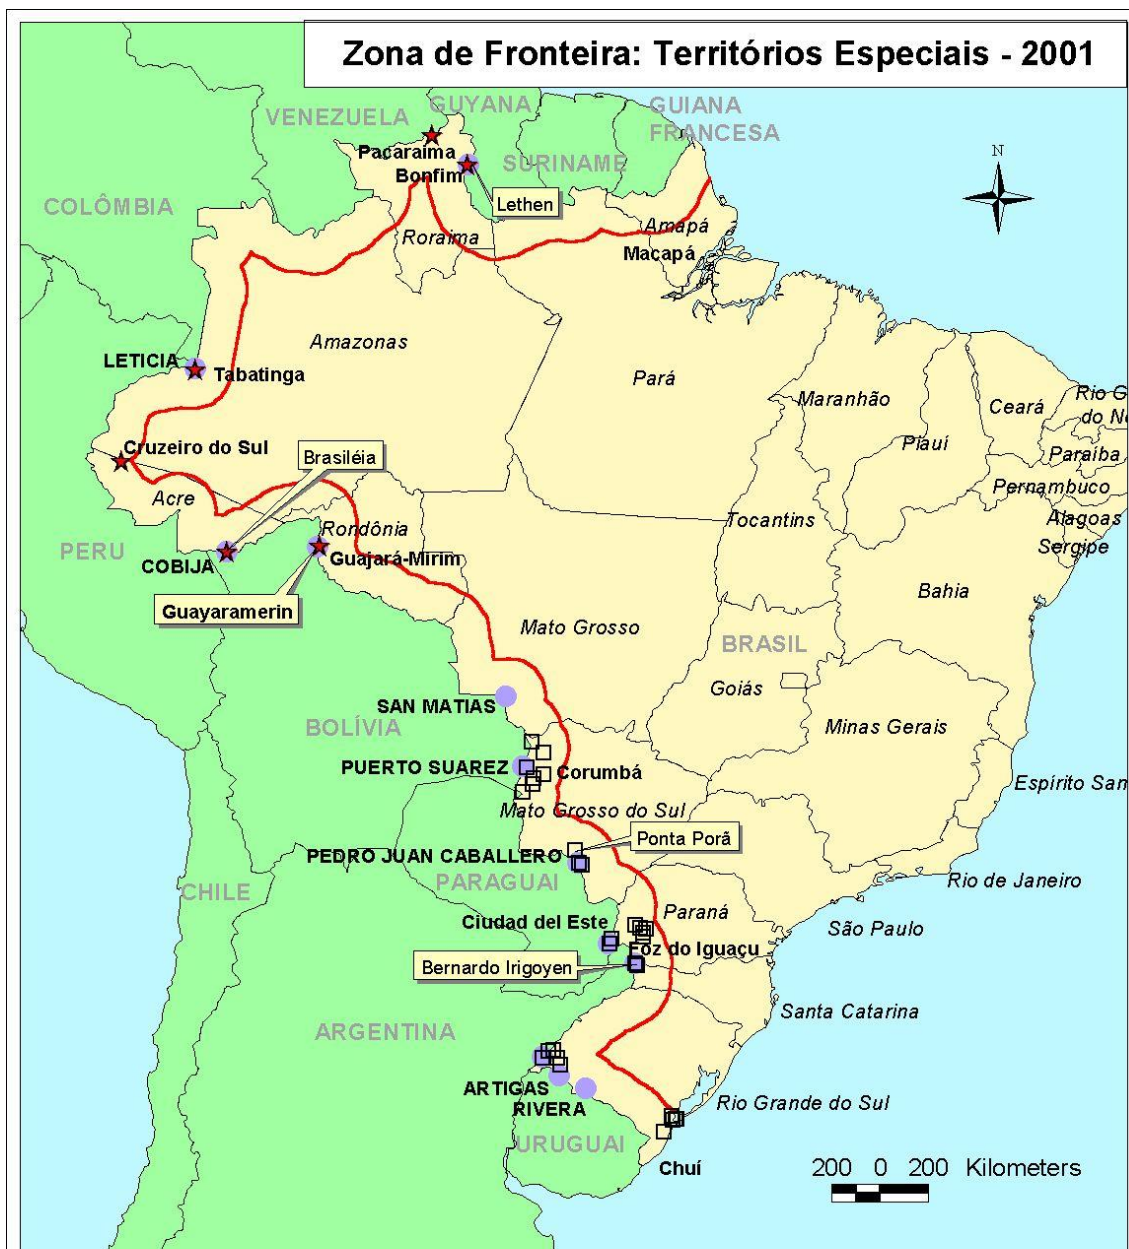 Zona de Fronteira: Territórios Especiais - 2001
VENEZUELA
GUYANA
GUIANA
FRANCESA
SURINAME
COLÔMBIA
Pacaraima
Bonfim
Lethen
N
Roraima
Amapá
Macapá
Amazonas
Pará
LETICIA
Tabatinga
Maranhão
Ceará
Rio G
do No
Piauí
Paraíba
Pernambuco
Cruzeiro do Sul
Brasiléia
Acre
Tocantins
Alagoas
Sergipe
Rondônia
PERU
COBIJA
Guajará-Mirim
Guayaramerin
Bahia
Mato Grosso
BRASIL
Goiás
SAN MATIAS
BOLÍVIA
Minas Gerais
PUERTO SUAREZ
Corumbá
Espírito San
Mato Grosso do Sul
Ponta Porã
PEDRO JUAN CABALLERO
PARAGUAI
CHILE
Rio de Janeiro
Paraná
São Paulo
Ciudad del Este
Foz do Iguaçu
Bernardo Irigoyen
Santa Catarina
ARGENTINA
ARTIGAS
RIVERA
Rio Grande do Sul
URUGUAI
Chuí
200 0 200 Kilometers